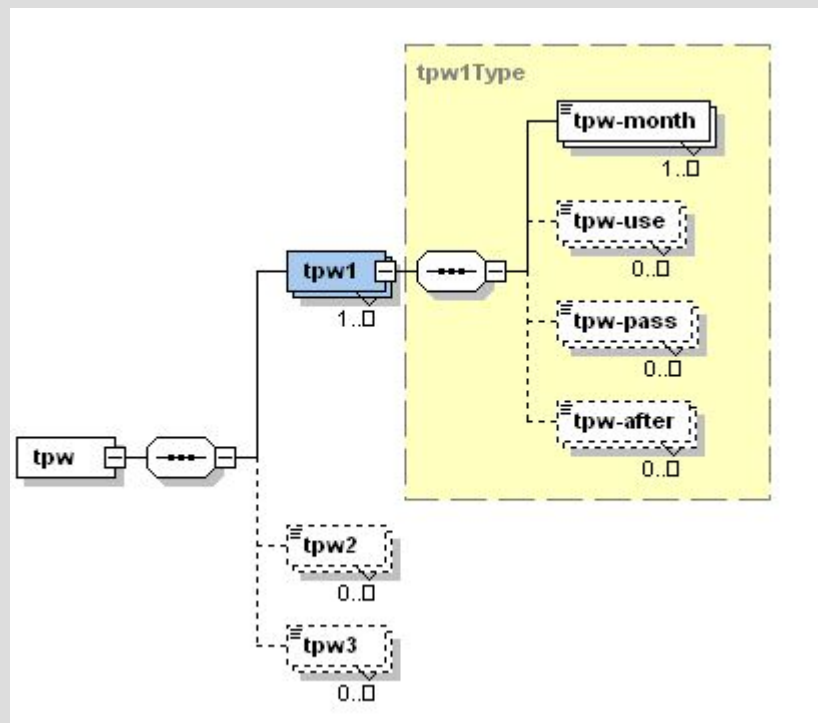 tpw1Type
tpw-month
1..▯
tpw-use
0..▯
tpw1
1..▯
tpw-pass
0..▯
tpw-after
0..▯
tpw
tpw2
0..▯
tpw3
0..▯